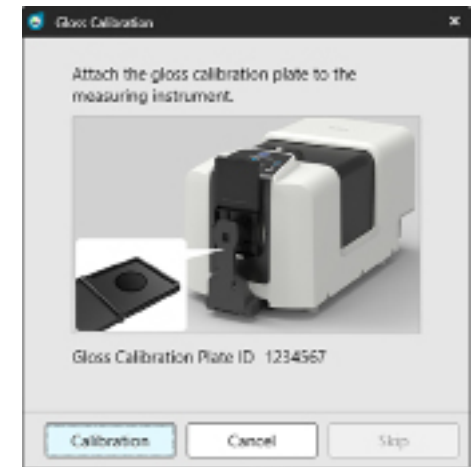 Gloss Calibration
Attach the gloss calibration plate to the
measuring instrument.
Gloss Calibration Plate ID 1234567
Calibration
Cancel
Skip